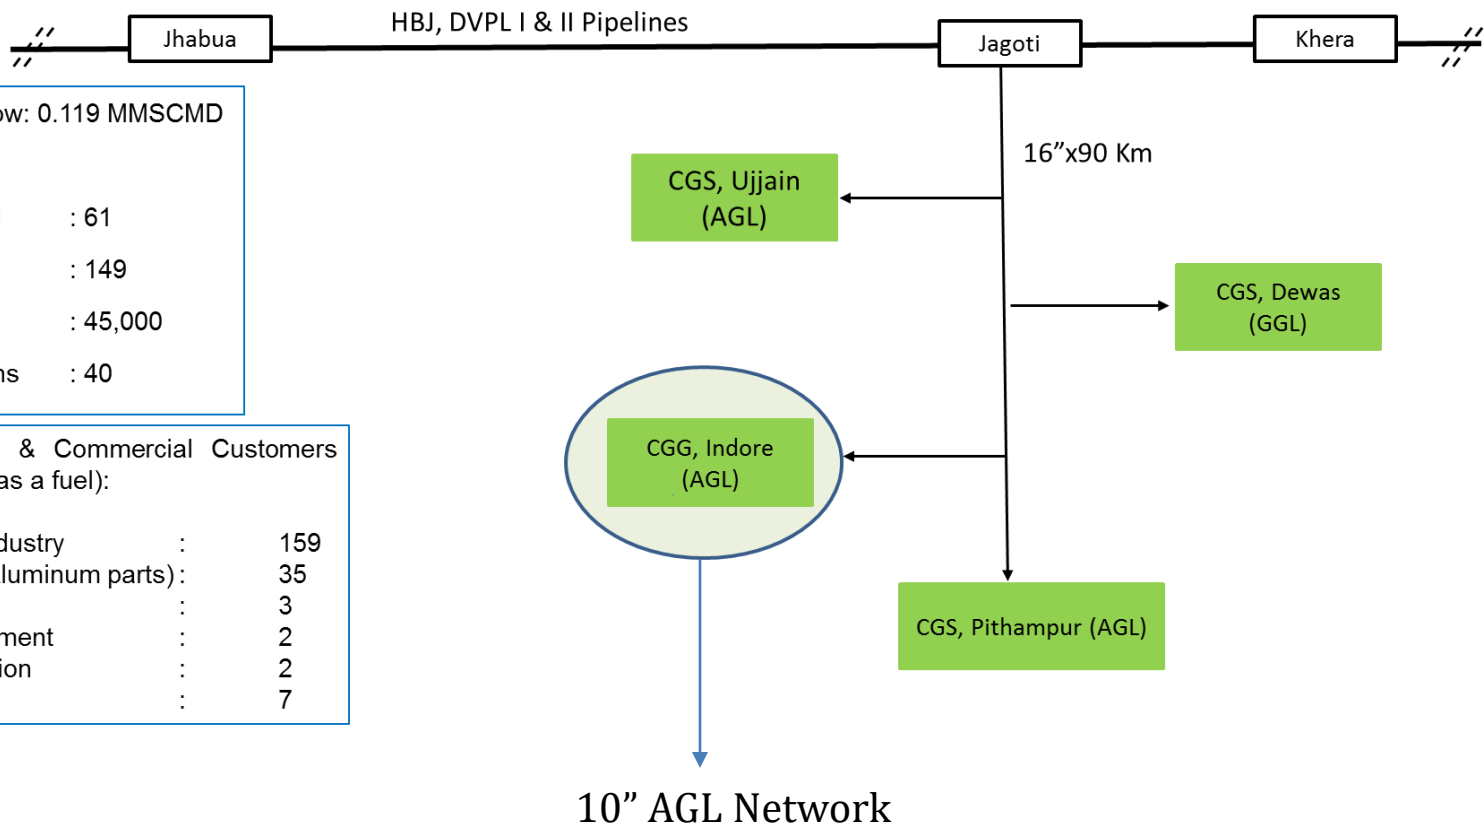 HBJ, DVPL I & II Pipelines
Jhabua
Jagoti
Khera
ow: 0.119 MMSCMD
: 61
: 149
: 45,000
ns : 40
16”x90 Km
CGS, Ujjain
(AGL)
CGS, Dewas
(GGL)
CGG, Indore
(AGL)
CGS, Pithampur (AGL)
& Commercial Customers
as a fuel):
dustry : 159
luminum parts) : 35
: 3
ment : 2
tion : 2
: 7
10” AGL Network